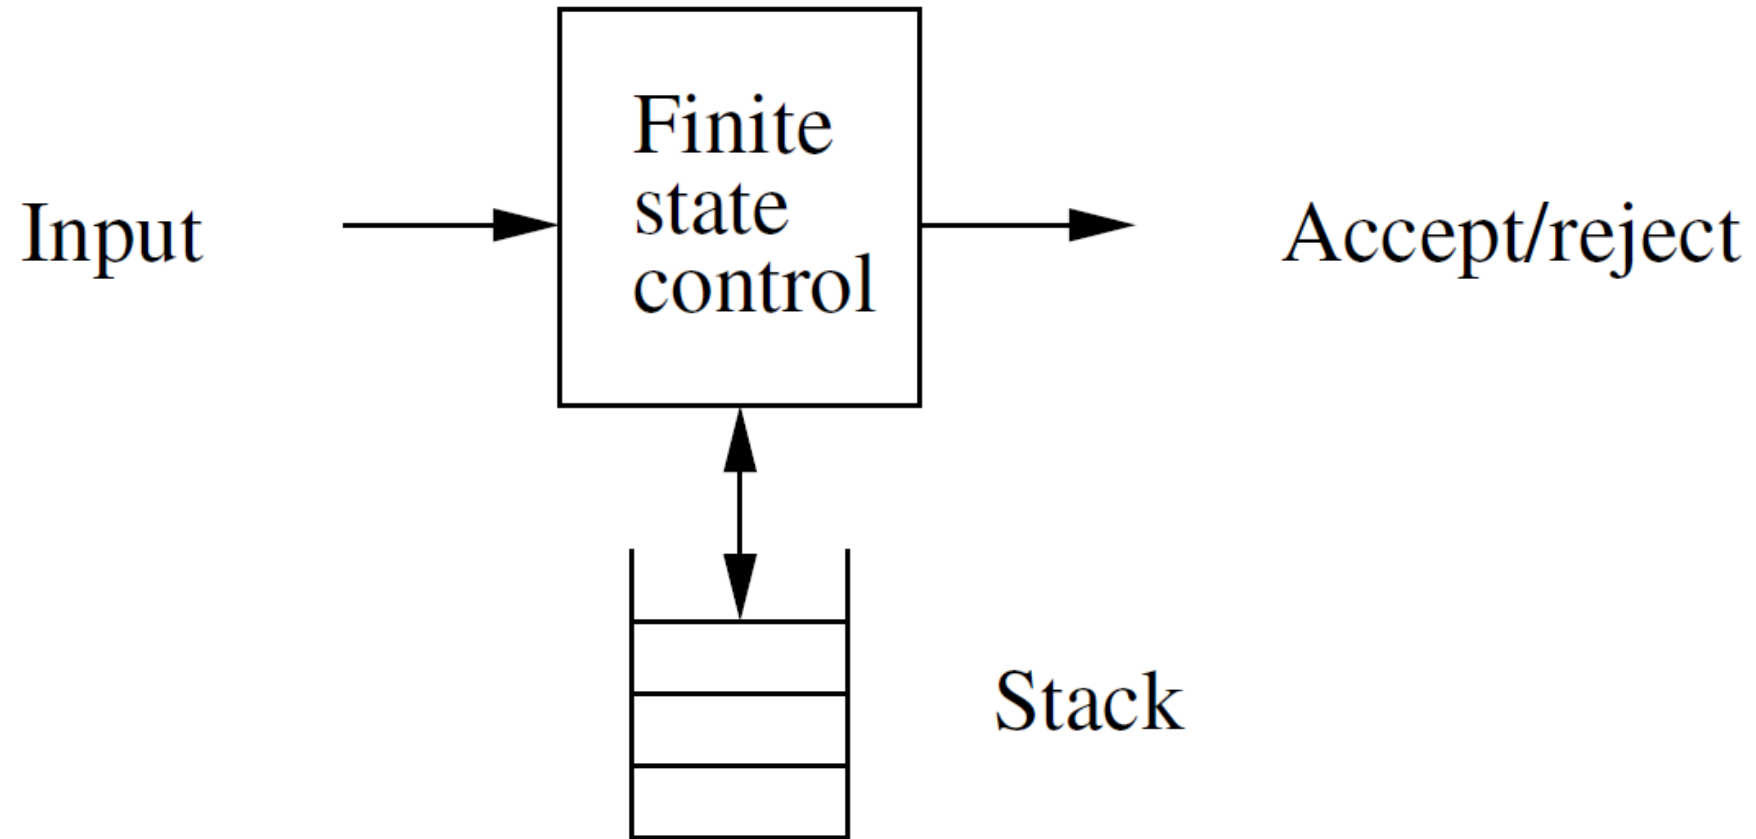 Finite
state
control
Input
Accept/reject
Stack